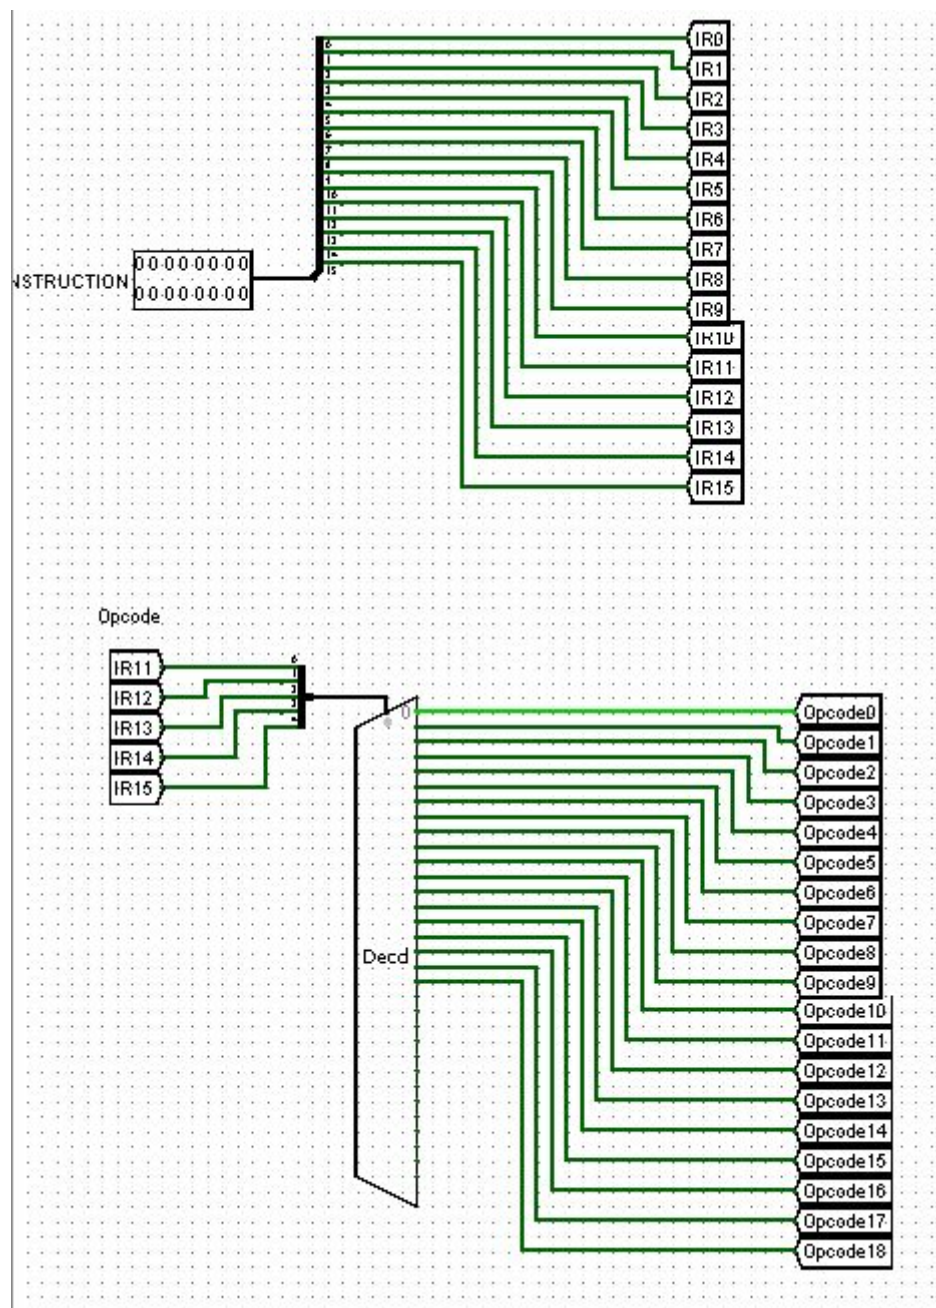 IR0
IR1
IR2
IR3
IR4
IR5
IR6
IR7
IR8
IR9
IR10
IR11
IR12
IR13
IR14
IR15
NSTRUCTION
0 0 0 0 0 0 0 0
0 0 0 0 0 0 0 0
Opcode
IR11
IR12
IR13
IR14
IR15
0
Decd
Opcode0
Opcode1
Opcode2
Opcode3
Opcode4
Opcode5
Opcode6
Opcode7
Opcode8
Opcode9
Opcode10
Opcode11
Opcode12
Opcode13
Opcode14
Opcode15
Opcode16
Opcode17
Opcode18